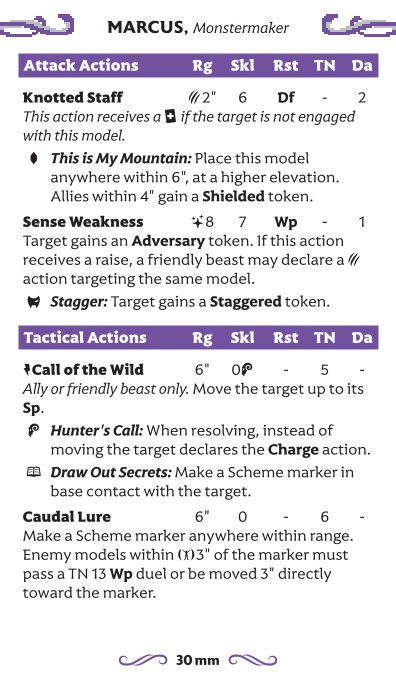 MARCUS, Monstermaker
Attack Actions Rg Skl Rst TN Da
Knotted Staff 2" 6 Df - 2
This action receives a if the target is not engaged
with this model.
This is My Mountain: Place this model
anywhere within 6", at a higher elevation.
Allies within 4" gain a Shielded token.
Sense Weakness 8 7 Wp - 1
Target gains an Adversary token. If this action
receives a raise, a friendly beast may declare a
action targeting the same model.
Stagger: Target gains a Staggered token.
Tactical Actions Rg Skl Rst TN Da
Call of the Wild 6" 0 - 5 -
Ally or friendly beast only. Move the target up to its
Sp.
Hunter's Call: When resolving, instead of
moving the target declares the Charge action.
Draw Out Secrets: Make a Scheme marker in
base contact with the target.
Caudal Lure 6" 0 - 6 -
Make a Scheme marker anywhere within range.
Enemy models within 3" of the marker must
pass a TN 13 Wp duel or be moved 3" directly
toward the marker.
30 mm